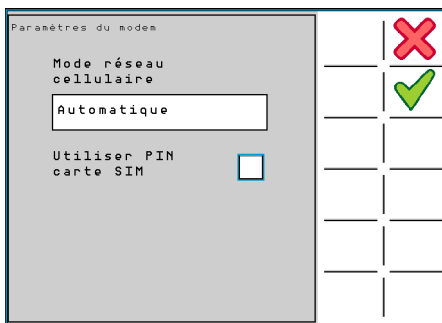 Paramètres du modem
Mode réseau
cellulaire
Automatique
Utiliser PIN
carte SIM